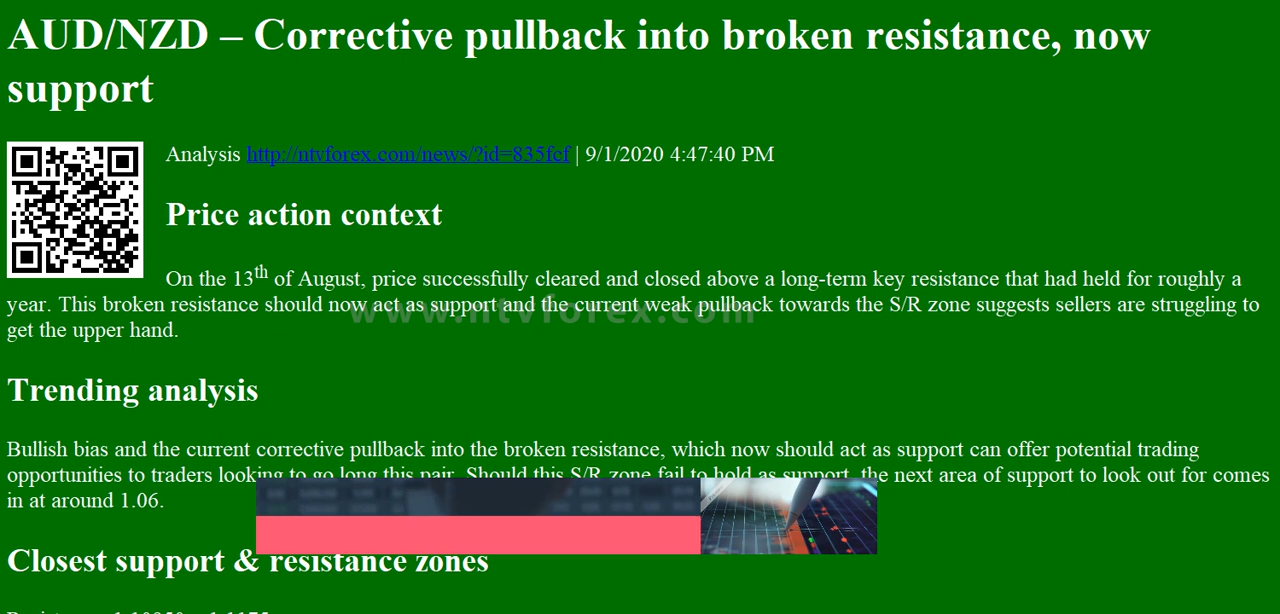 AUD/NZD – Corrective pullback into broken resistance, now
support
Analysis http://ntvforex.com/news/?id=835fcf | 9/1/2020 4:47:40 PM
Price action context
On the 13th of August, price successfully cleared and closed above a long-term key resistance that had held for roughly a
year. This broken resistance should now act as support and the current weak pullback towards the S/R zone suggests sellers are struggling to
www.ntvforex.com
get the upper hand.
Trending analysis
Bullish bias and the current corrective pullback into the broken resistance, which now should act as support can offer potential trading
opportunities to traders looking to go long this pair. Should this S/R zone fail to hold as support, the next area of support to look out for comes
in at around 1.06.
Closest support & resistance zones